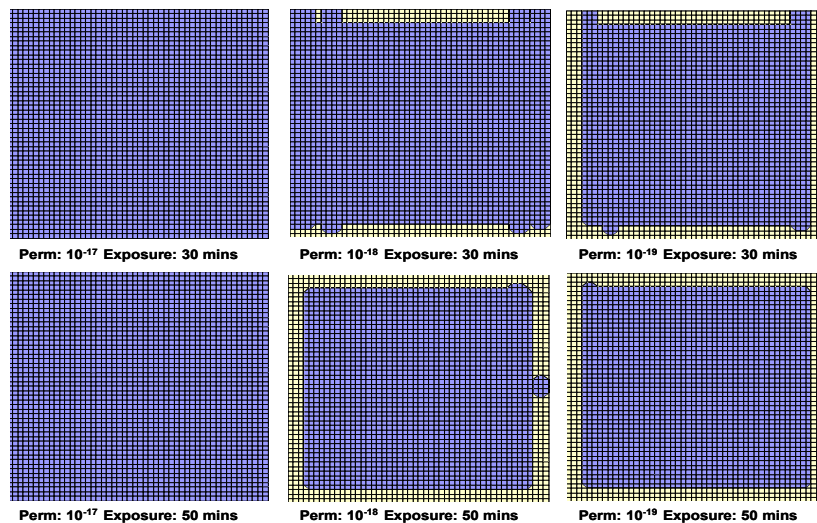 Perm: 10⁻¹⁷ Exposure: 30 mins
Perm: 10⁻¹⁸ Exposure: 30 mins
Perm: 10⁻¹⁹ Exposure: 30 mins
Perm: 10⁻¹⁷ Exposure: 50 mins
Perm: 10⁻¹⁸ Exposure: 50 mins
Perm: 10⁻¹⁹ Exposure: 50 mins